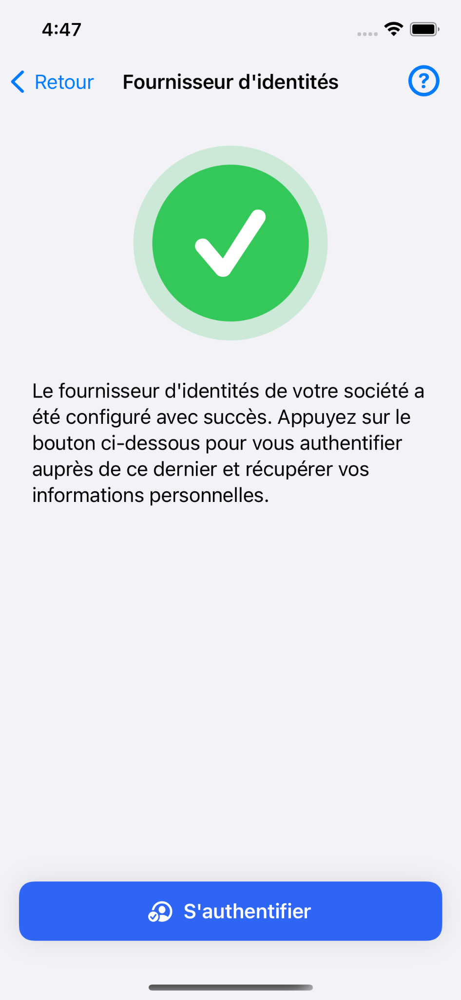 4:47
Retour
Fournisseur d'identités
?
Le fournisseur d'identités de votre société a
été configuré avec succès. Appuyez sur le
bouton ci-dessous pour vous authentifier
auprès de ce dernier et récupérer vos
informations personnelles.
S'authentifier